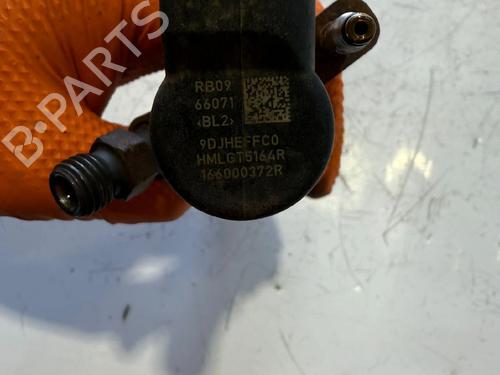 B-PARTS
RB09
66071
<BL2>
9DJHEFFC0
HMLGT5164R
166000372R